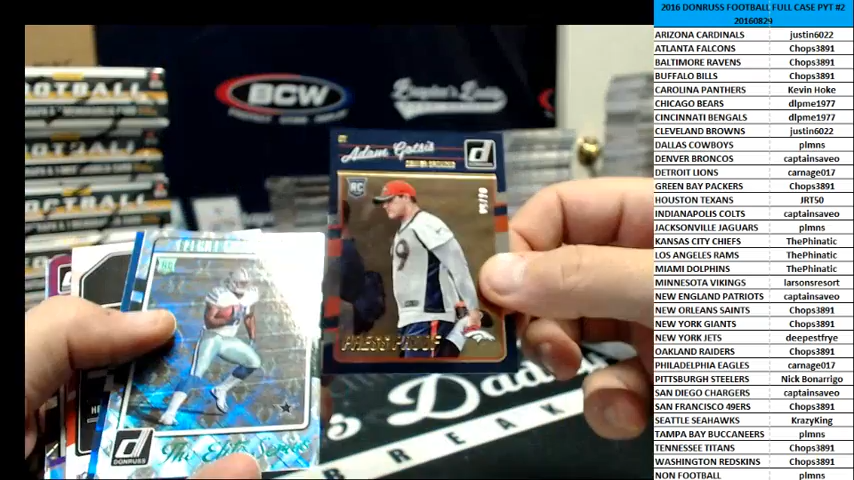 2016 DONRUSS FOOTBALL FULL CASE PYT #2
20160824
ARIZONA CARDINALS justin6022
ATLANTA FALCONS Chops3891
BALTIMORE RAVENS Chops3891
BUFFALO BILLS Chops3891
CAROLINA PANTHERS Kevin Hoke
CHICAGO BEARS dlpme1977
CINCINNATI BENGALS dlpme1977
CLEVELAND BROWNS justin6022
DALLAS COWBOYS plmns
DENVER BRONCOS captainsaveo
DETROIT LIONS carnage017
GREEN BAY PACKERS Chops3891
HOUSTON TEXANS JRT50
INDIANAPOLIS COLTS captainsaveo
JACKSONVILLE JAGUARS plmns
KANSAS CITY CHIEFS ThePhinatic
LOS ANGELES RAMS ThePhinatic
MIAMI DOLPHINS ThePhinatic
MINNESOTA VIKINGS larsonsresort
NEW ENGLAND PATRIOTS captainsaveo
NEW ORLEANS SAINTS Chops3891
NEW YORK GIANTS Chops3891
NEW YORK JETS deepestfrye
OAKLAND RAIDERS Chops3891
PHILADELPHIA EAGLES carnage017
PITTSBURGH STEELERS Nick Bonarrigo
SAN DIEGO CHARGERS captainsaveo
SAN FRANCISCO 49ERS Chops3891
SEATTLE SEAHAWKS KrazyKing
TAMPA BAY BUCCANEERS plmns
TENNESSEE TITANS Chops3891
WASHINGTON REDSKINS Chops3891
NON FOOTBALL plmns
BCW
Adam Gotsis
RC
PRESS PROOF
DONRUSS
The Elite Series
Daddy
BREAK